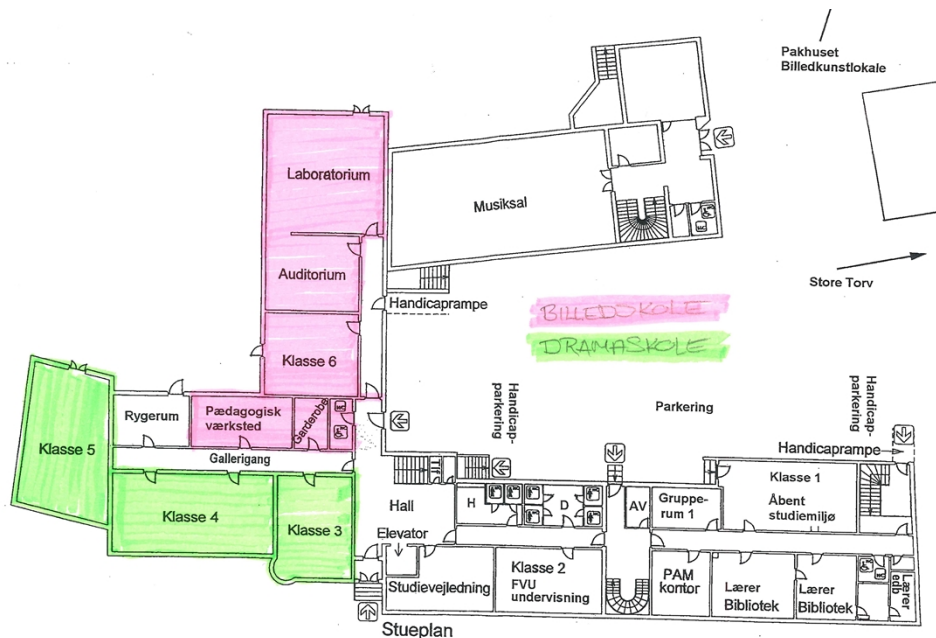 Pakhuset
Billedkunstlokale
Laboratorium
Musiksal
Auditorium
Store Torv
Handicaprampe
BILLEDSKOLE
DRAMASKOLE
Klasse 6
Handicap-
parkering
Parkering
Handicap-
parkering
Rygerum
Pædagogisk
værksted
Garderobe
Klasse 5
Gallerigang
Handicaprampe
Klasse 4
Klasse 3
Hall
Elevator
Tlf
H
D
AV
Gruppe-
rum 1
Klasse 1
Åbent
studiemiljø
Studievejledning
Klasse 2
FVU
undervisning
PAM
kontor
Lærer
Bibliotek
Lærer
Bibliotek
Lærer
edb
Stueplan